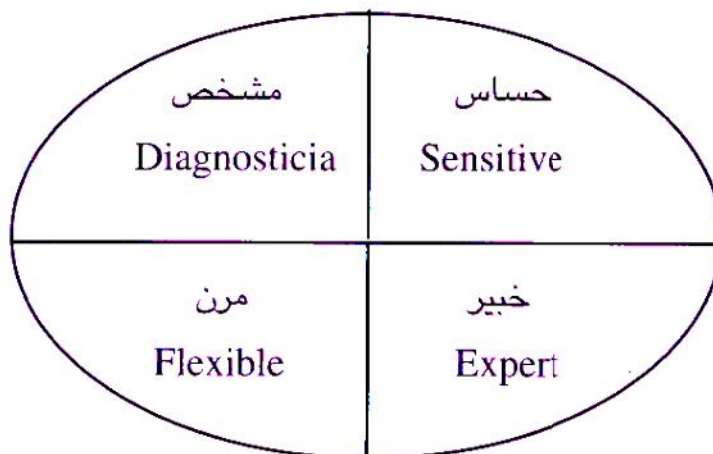 حساس
Sensitive
مشخص
Diagnosticia
خبير
Expert
مرن
Flexible